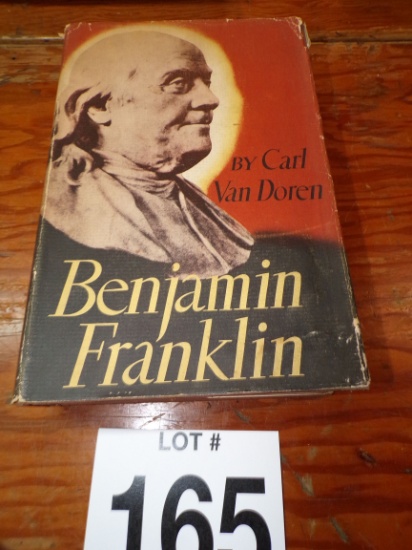 BY Carl
Van Doren
Benjamin
Franklin
LOT #
165